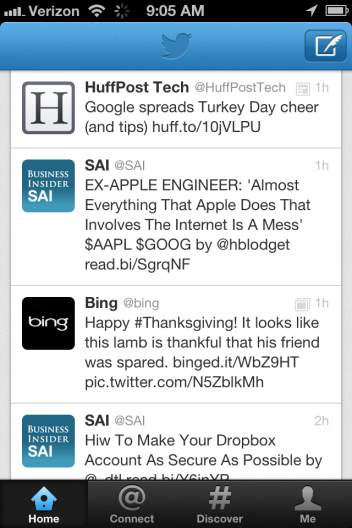 Verizon 9:05 AM
HuffPost Tech @HuffPostTech 1h
H
Google spreads Turkey Day cheer
(and tips) huff.to/10jVLPU
SAI @SAI 1h
BUSINESS
INSIDER
SAI
EX-APPLE ENGINEER: 'Almost
Everything That Apple Does That
Involves The Internet Is A Mess'
$AAPL $GOOG by @hblodget
read.bi/SgrqNF
Bing @bing 1h
bing
Happy #Thanksgiving! It looks like
this lamb is thankful that his friend
was spared. binged.it/WbZ9HT
pic.twitter.com/N5ZblkMh
SAI @SAI 2h
BUSINESS
INSIDER
SAI
Hiw To Make Your Dropbox
Account As Secure As Possible by
Home Connect Discover Me